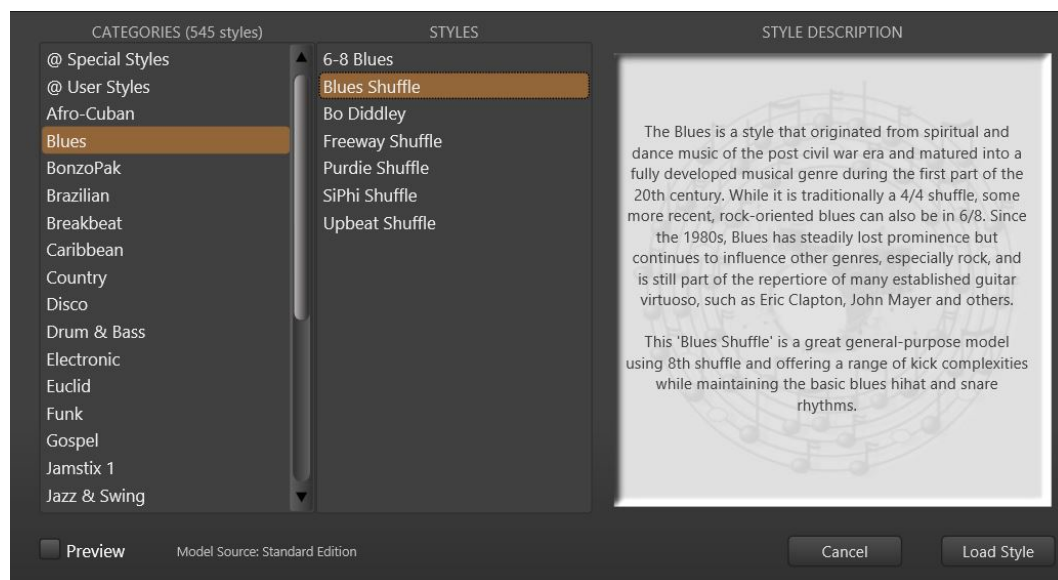 CATEGORIES (545 styles)
@ Special Styles
@ User Styles
Afro-Cuban
Blues
BonzoPak
Brazilian
Breakbeat
Caribbean
Country
Disco
Drum & Bass
Electronic
Euclid
Funk
Gospel
Jamstix 1
Jazz & Swing
STYLES
6-8 Blues
Blues Shuffle
Bo Diddley
Freeway Shuffle
Purdie Shuffle
SiPhi Shuffle
Upbeat Shuffle
STYLE DESCRIPTION
The Blues is a style that originated from spiritual and
dance music of the post civil war era and matured into a
fully developed musical genre during the first part of the
20th century. While it is traditionally a 4/4 shuffle, some
more recent, rock-oriented blues can also be in 6/8. Since
the 1980s, Blues has steadily lost prominence but
continues to influence other genres, especially rock, and
is still part of the repertiore of many established guitar
virtuoso, such as Eric Clapton, John Mayer and others.
This 'Blues Shuffle' is a great general-purpose model
using 8th shuffle and offering a range of kick complexities
while maintaining the basic blues hihat and snare
rhythms.
Preview
Model Source: Standard Edition
Cancel
Load Style